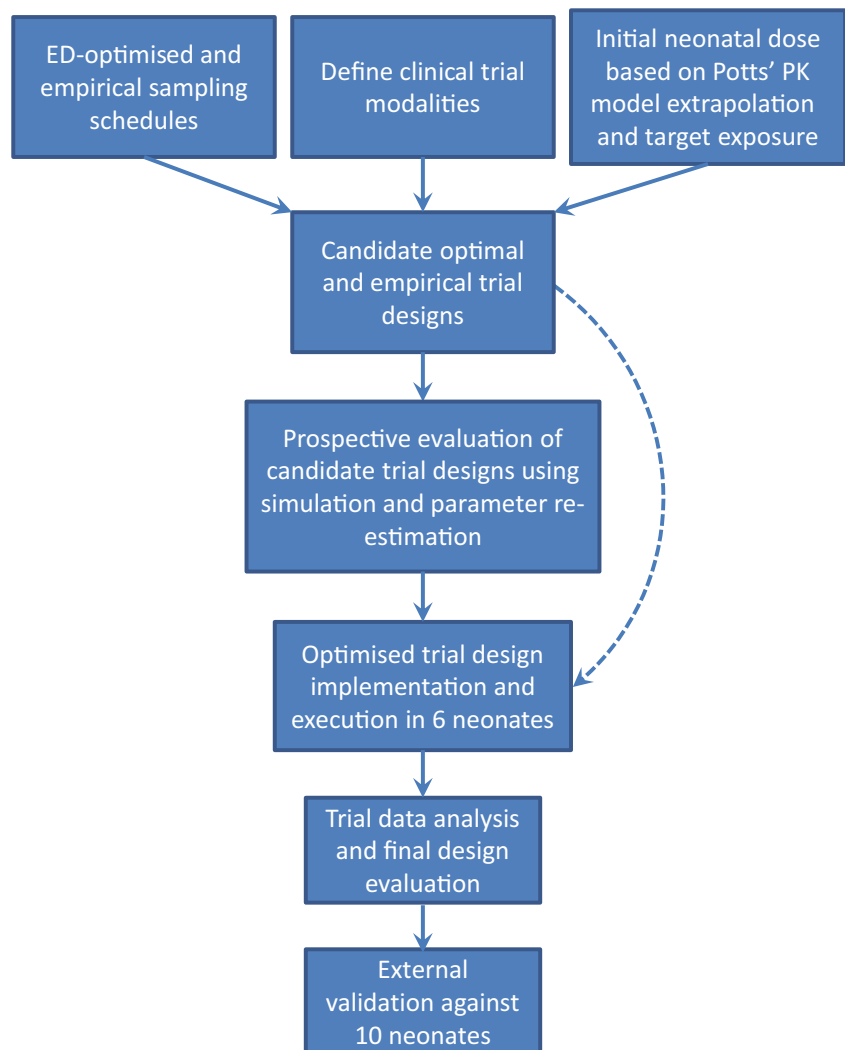 ED-optimised and
empirical sampling
schedules
Define clinical trial
modalities
Initial neonatal dose
based on Potts' PK
model extrapolation
and target exposure
Candidate optimal
and empirical trial
designs
Prospective evaluation of
candidate trial designs using
simulation and parameter re-
estimation
Optimised trial design
implementation and
execution in 6 neonates
Trial data analysis
and final design
evaluation
External
validation against
10 neonates